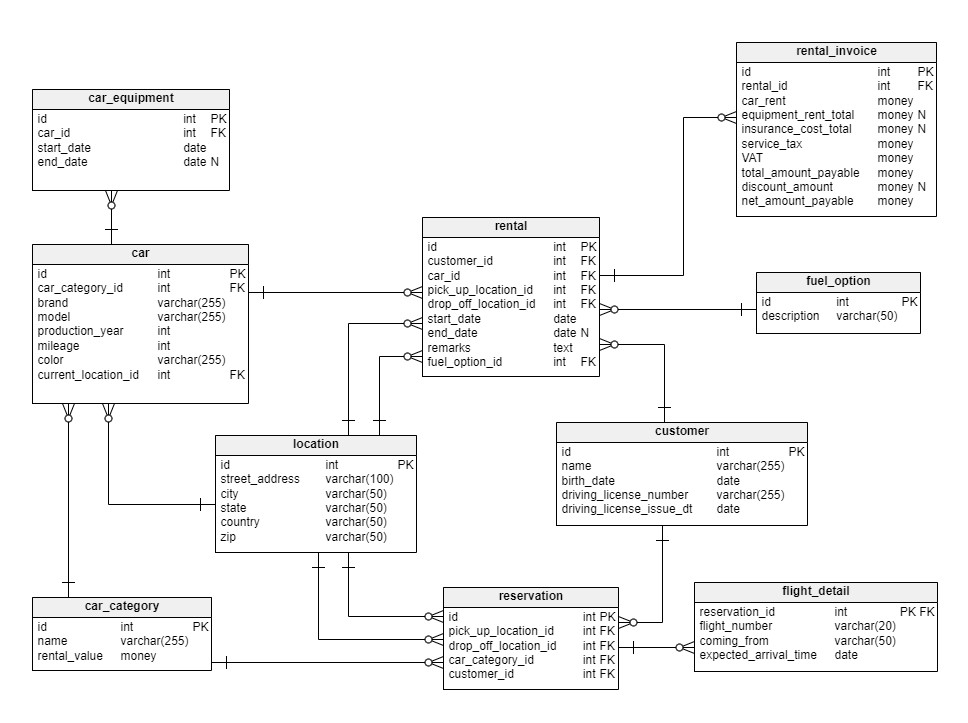 rental_invoice
id int PK
rental_id int FK
car_rent money
equipment_rent_total money N
insurance_cost_total money N
service_tax money
VAT money
total_amount_payable money
discount_amount money N
net_amount_payable money
car_equipment
id int PK
car_id int FK
start_date date
end_date date N
rental
id int PK
customer_id int FK
car_id int FK
pick_up_location_id int FK
drop_off_location_id int FK
start_date date
end_date date N
remarks text
fuel_option_id int FK
car
id int PK
car_category_id int FK
brand varchar(255)
model varchar(255)
production_year int
mileage int
color varchar(255)
current_location_id int FK
fuel_option
id int PK
description varchar(50)
location
id int PK
street_address varchar(100)
city varchar(50)
state varchar(50)
country varchar(50)
zip varchar(50)
customer
id int PK
name varchar(255)
birth_date date
driving_license_number varchar(255)
driving_license_issue_dt date
car_category
id int PK
name varchar(255)
rental_value money
reservation
id int PK
pick_up_location_id int FK
drop_off_location_id int FK
car_category_id int FK
customer_id int FK
flight_detail
reservation_id int PK FK
flight_number varchar(20)
coming_from varchar(50)
expected_arrival_time date